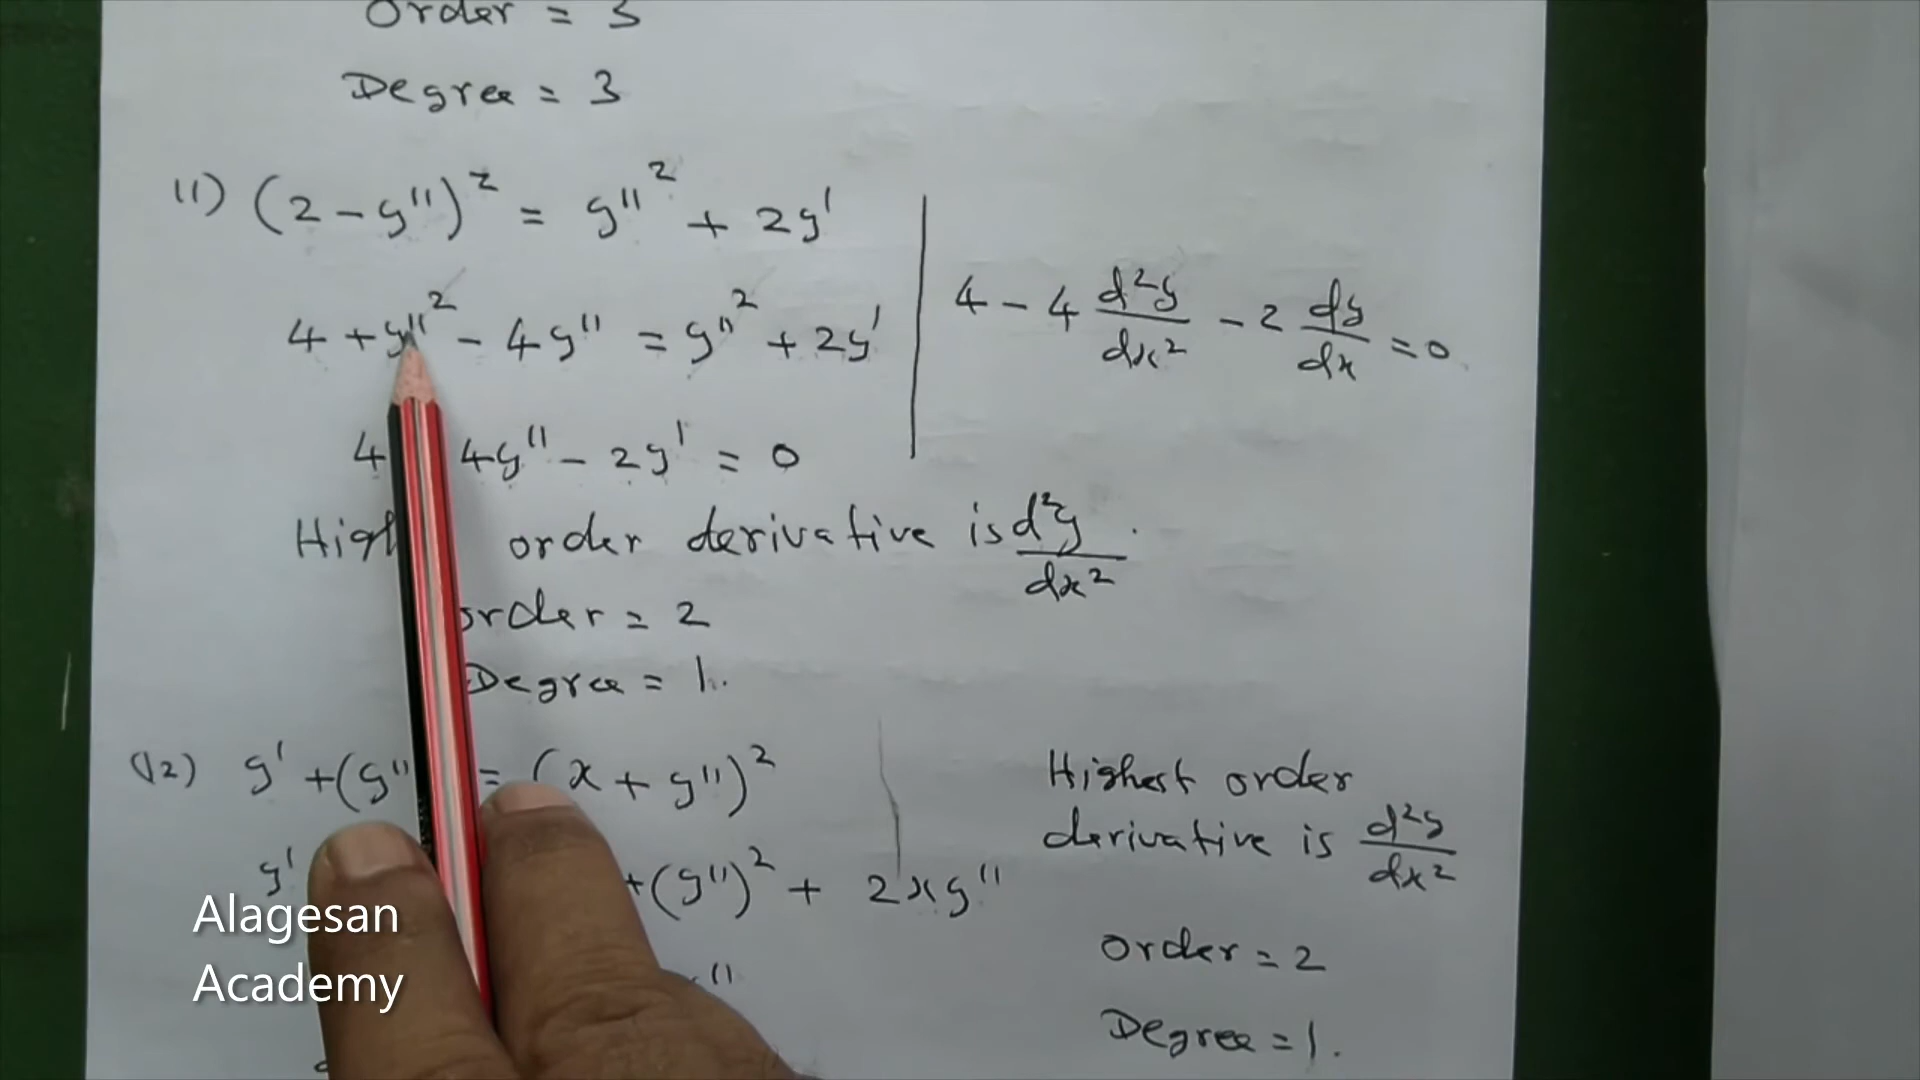 Order = 3
Degree = 3
11) (2 - y'')² = y''² + 2y'
4 + y''² - 4y'' = y''² + 2y'
4 4y'' - 2y' = 0
4 - 4 d²y/dx² - 2 dy/dx = 0
order derivative is d²y/dx².
order = 2
Degree = 1.
(12) y' + (y'' = (x + y'')²
y' + (y'')² + 2xy''
Highest order
derivative is d²y/dx²
order = 2
Degree = 1.
Alagesan
Academy